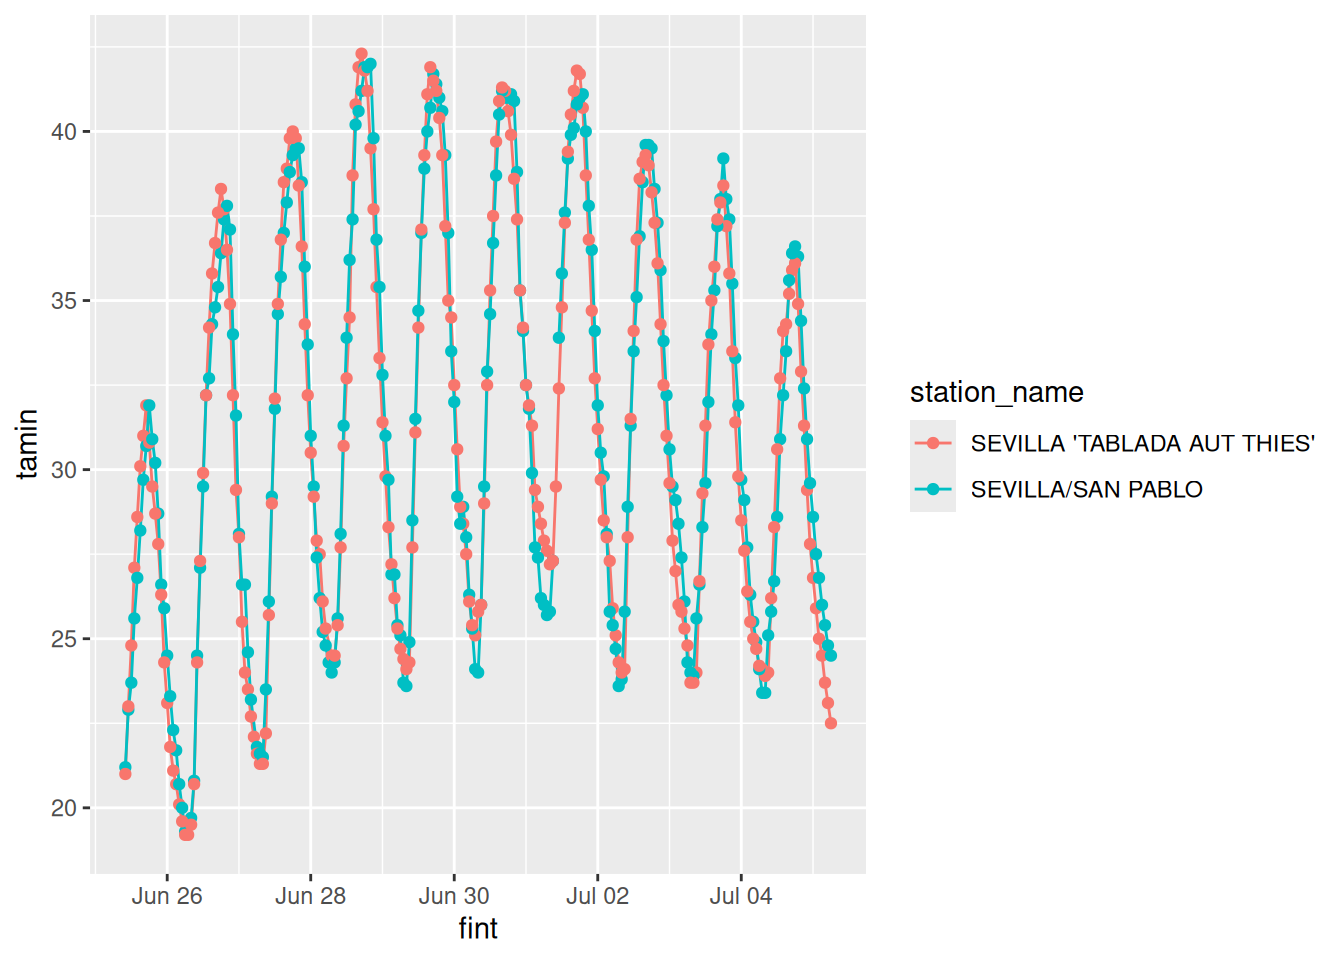 tamin
40
35
30
25
20
Jun 26 Jun 28 Jun 30 Jul 02 Jul 04
fint
station_name
SEVILLA 'TABLADA AUT THIES'
SEVILLA/SAN PABLO